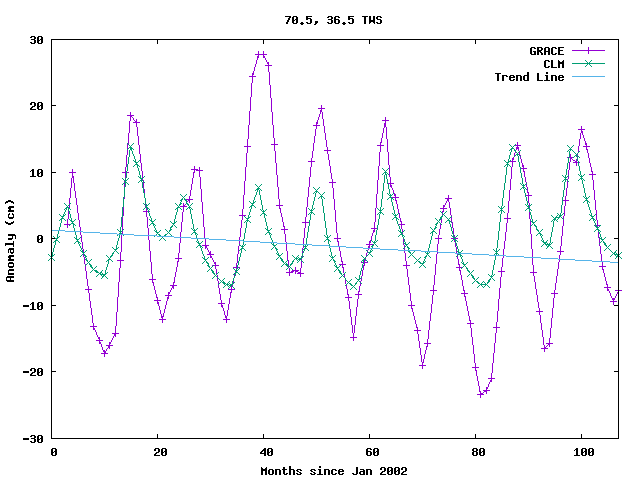 70.5, 36.5 TWS
GRACE
CLM
Trend Line
30
20
10
0
-10
-20
-30
Anomaly (cm)
0 20 40 60 80 100
Months since Jan 2002